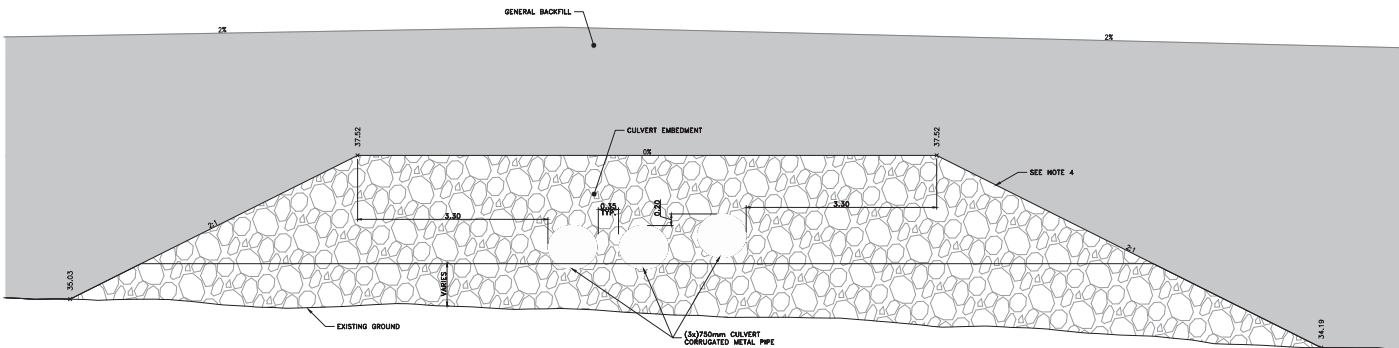 GENERAL BACKFILL
2%
2%
37.52
CULVERT EMBEDMENT
37.52
0%
SEE NOTE 4
3.30
0.35
TYP.
0.20
3.30
2:1
2:1
35.03
VARIES
EXISTING GROUND
(3x)750mm CULVERT
CORRUGATED METAL PIPE
34.19